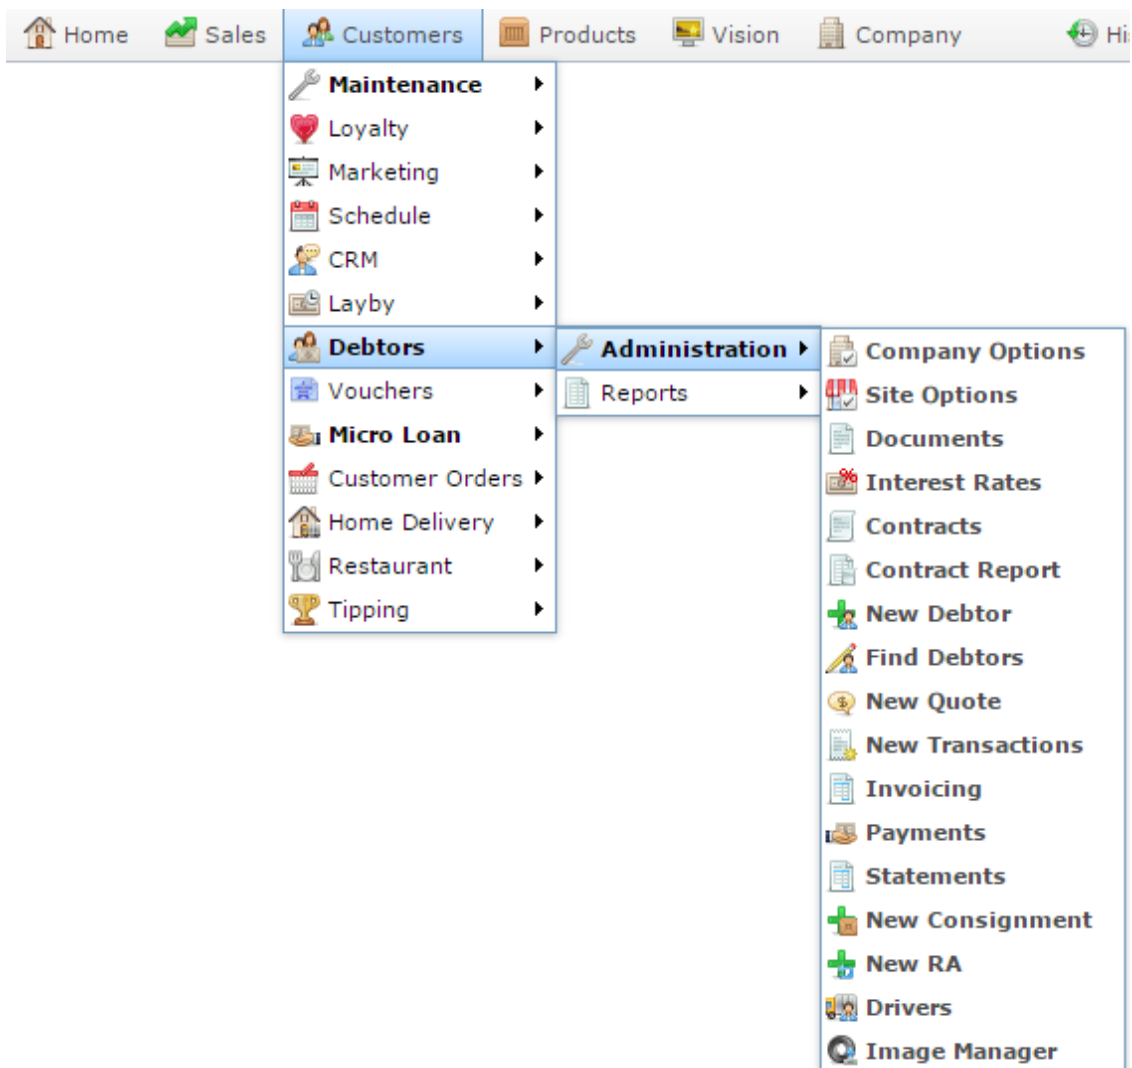 Home Sales Customers Products Vision Company Hi
Maintenance
Loyalty
Marketing
Schedule
CRM
Layby
Debtors Administration Company Options
Vouchers Reports Site Options
Micro Loan Documents
Customer Orders Interest Rates
Home Delivery Contracts
Restaurant Contract Report
Tipping New Debtor
Find Debtors
New Quote
New Transactions
Invoicing
Payments
Statements
New Consignment
New RA
Drivers
Image Manager